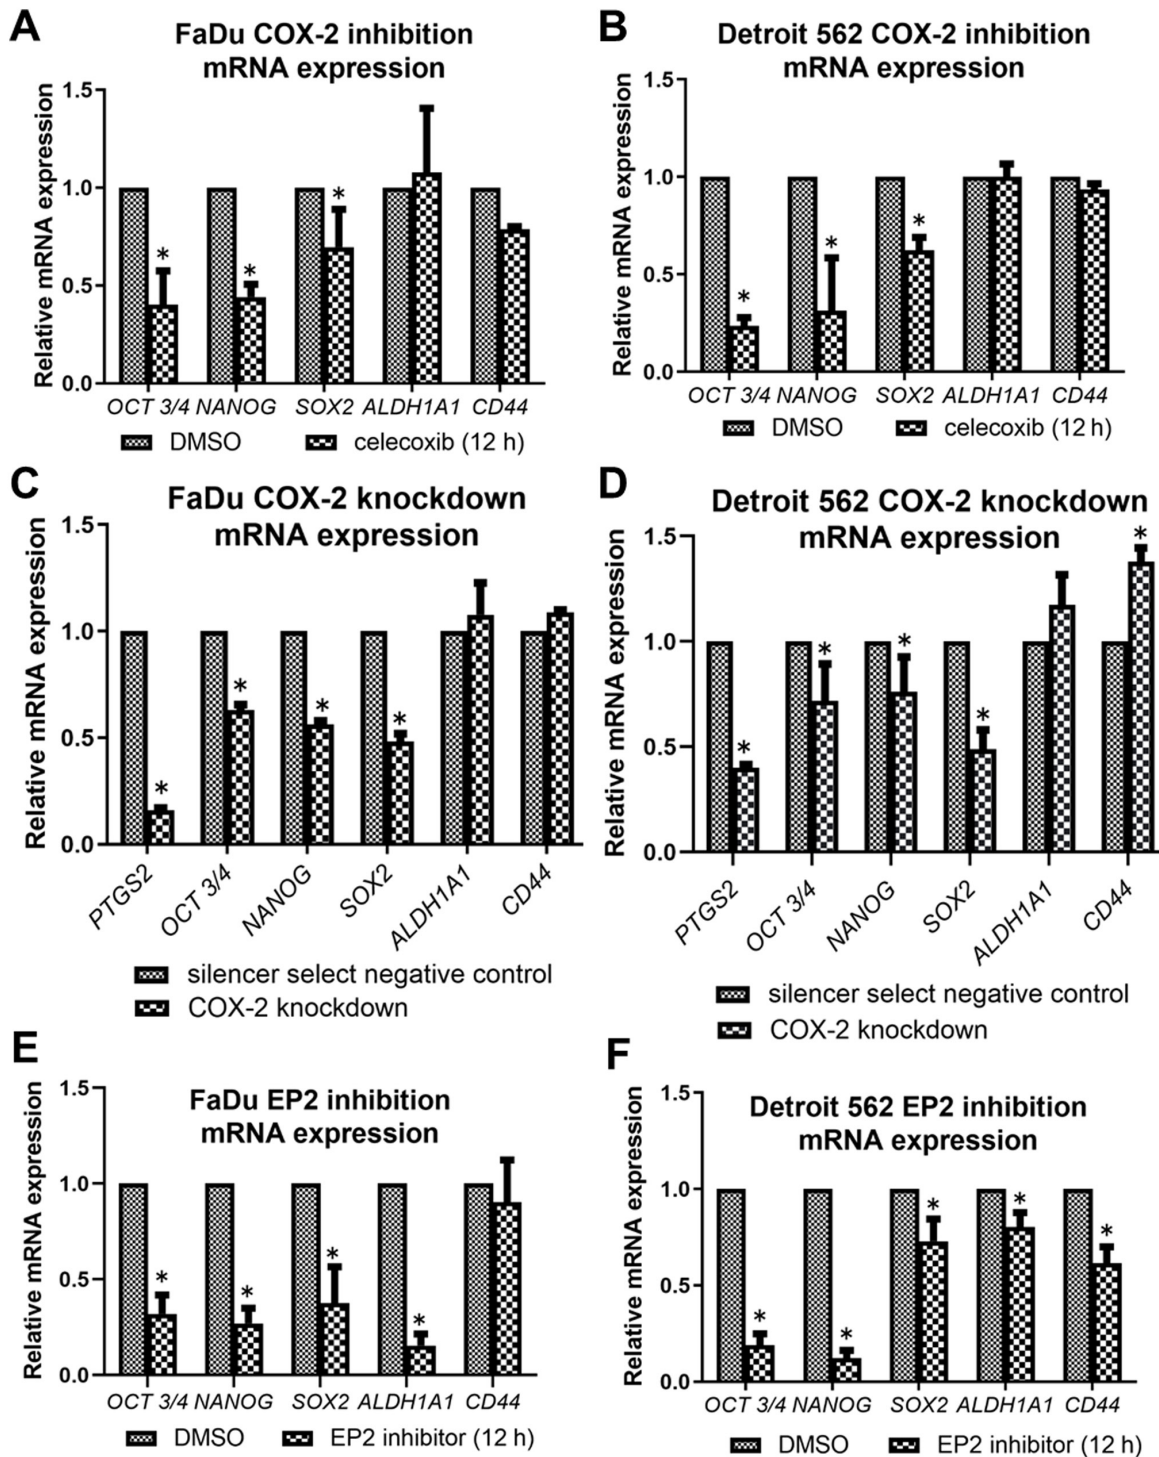 A
FaDu COX-2 inhibition
mRNA expression
Relative mRNA expression
1.5
1.0
0.5
0.0
*
*
*
OCT 3/4 NANOG SOX2 ALDH1A1 CD44
DMSO celecoxib (12 h)
B
Detroit 562 COX-2 inhibition
mRNA expression
Relative mRNA expression
1.5
1.0
0.5
0.0
*
*
*
OCT 3/4 NANOG SOX2 ALDH1A1 CD44
DMSO celecoxib (12 h)
C
FaDu COX-2 knockdown
mRNA expression
Relative mRNA expression
1.5
1.0
0.5
0.0
*
*
*
*
PTGS2 OCT 3/4 NANOG SOX2 ALDH1A1 CD44
silencer select negative control
COX-2 knockdown
D
Detroit 562 COX-2 knockdown
mRNA expression
Relative mRNA expression
1.5
1.0
0.5
0.0
*
*
*
*
*
PTGS2 OCT 3/4 NANOG SOX2 ALDH1A1 CD44
silencer select negative control
COX-2 knockdown
E
FaDu EP2 inhibition
mRNA expression
Relative mRNA expression
1.5
1.0
0.5
0.0
*
*
*
*
OCT 3/4 NANOG SOX2 ALDH1A1 CD44
DMSO EP2 inhibitor (12 h)
F
Detroit 562 EP2 inhibition
mRNA expression
Relative mRNA expression
1.5
1.0
0.5
0.0
*
*
*
*
*
OCT 3/4 NANOG SOX2 ALDH1A1 CD44
DMSO EP2 inhibitor (12 h)